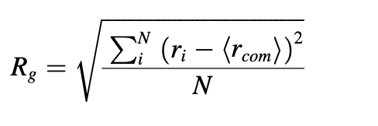 R_g = \sqrt{\frac{\sum_i^N (r_i - \langle r_{com} \rangle)^2}{N}}